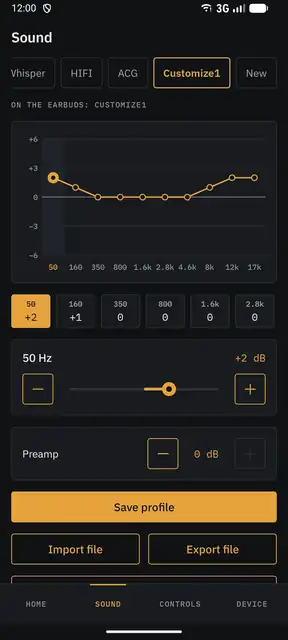 12:00 3G
Sound
Whisper HIFI ACG Customize1 New
ON THE EARBUDS: CUSTOMIZE1
+6
+3
0
−3
−6
50 160 350 800 1.6k 2.8k 4.6k 8k 12k 17k
50 160 350 800 1.6k 2.8k
+2 +1 0 0 0 0
50 Hz +2 dB
Preamp 0 dB
Save profile
Import file Export file
HOME SOUND CONTROLS DEVICE